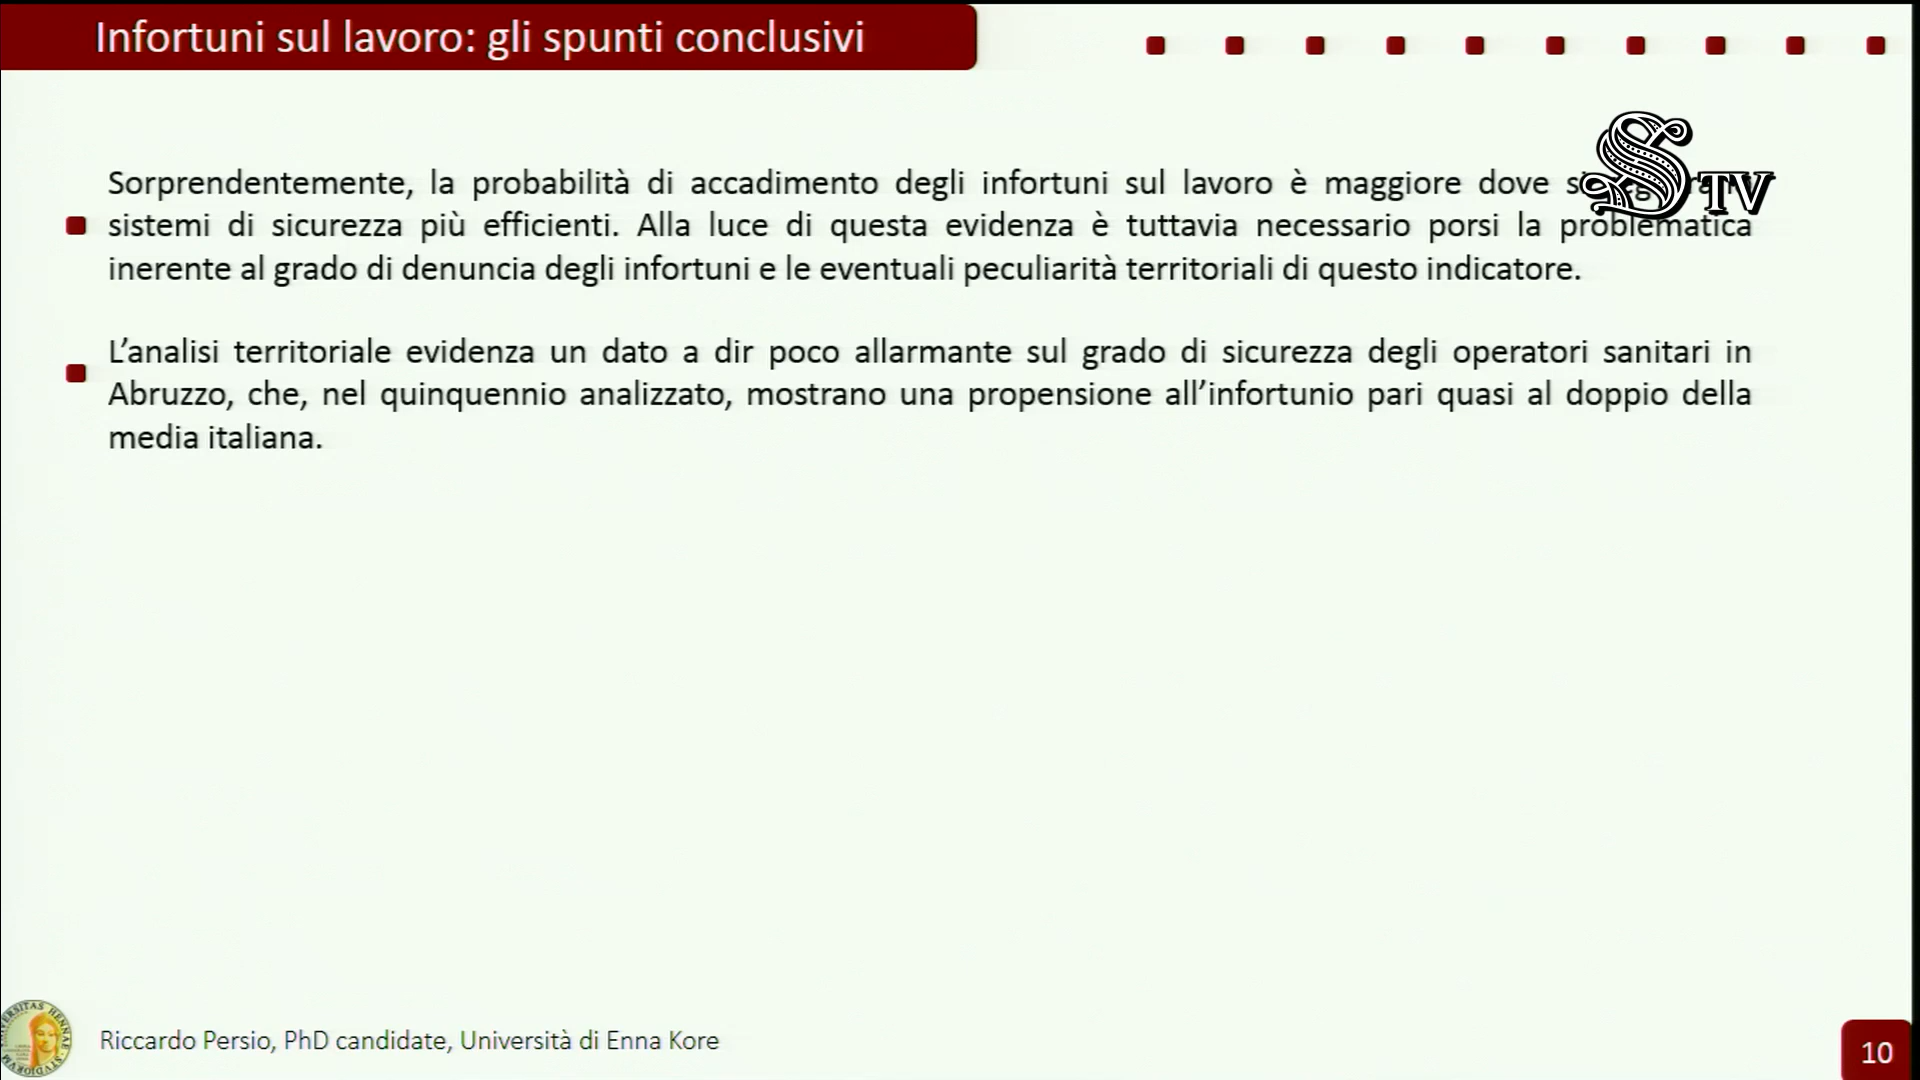 Infortuni sul lavoro: gli spunti conclusivi
STV
Sorprendentemente, la probabilità di accadimento degli infortuni sul lavoro è maggiore dove
sistemi di sicurezza più efficienti. Alla luce di questa evidenza è tuttavia necessario porsi la problematica
inerente al grado di denuncia degli infortuni e le eventuali peculiarità territoriali di questo indicatore.
L’analisi territoriale evidenza un dato a dir poco allarmante sul grado di sicurezza degli operatori sanitari in
Abruzzo, che, nel quinquennio analizzato, mostrano una propensione all’infortunio pari quasi al doppio della
media italiana.
Riccardo Persio, PhD candidate, Università di Enna Kore
10